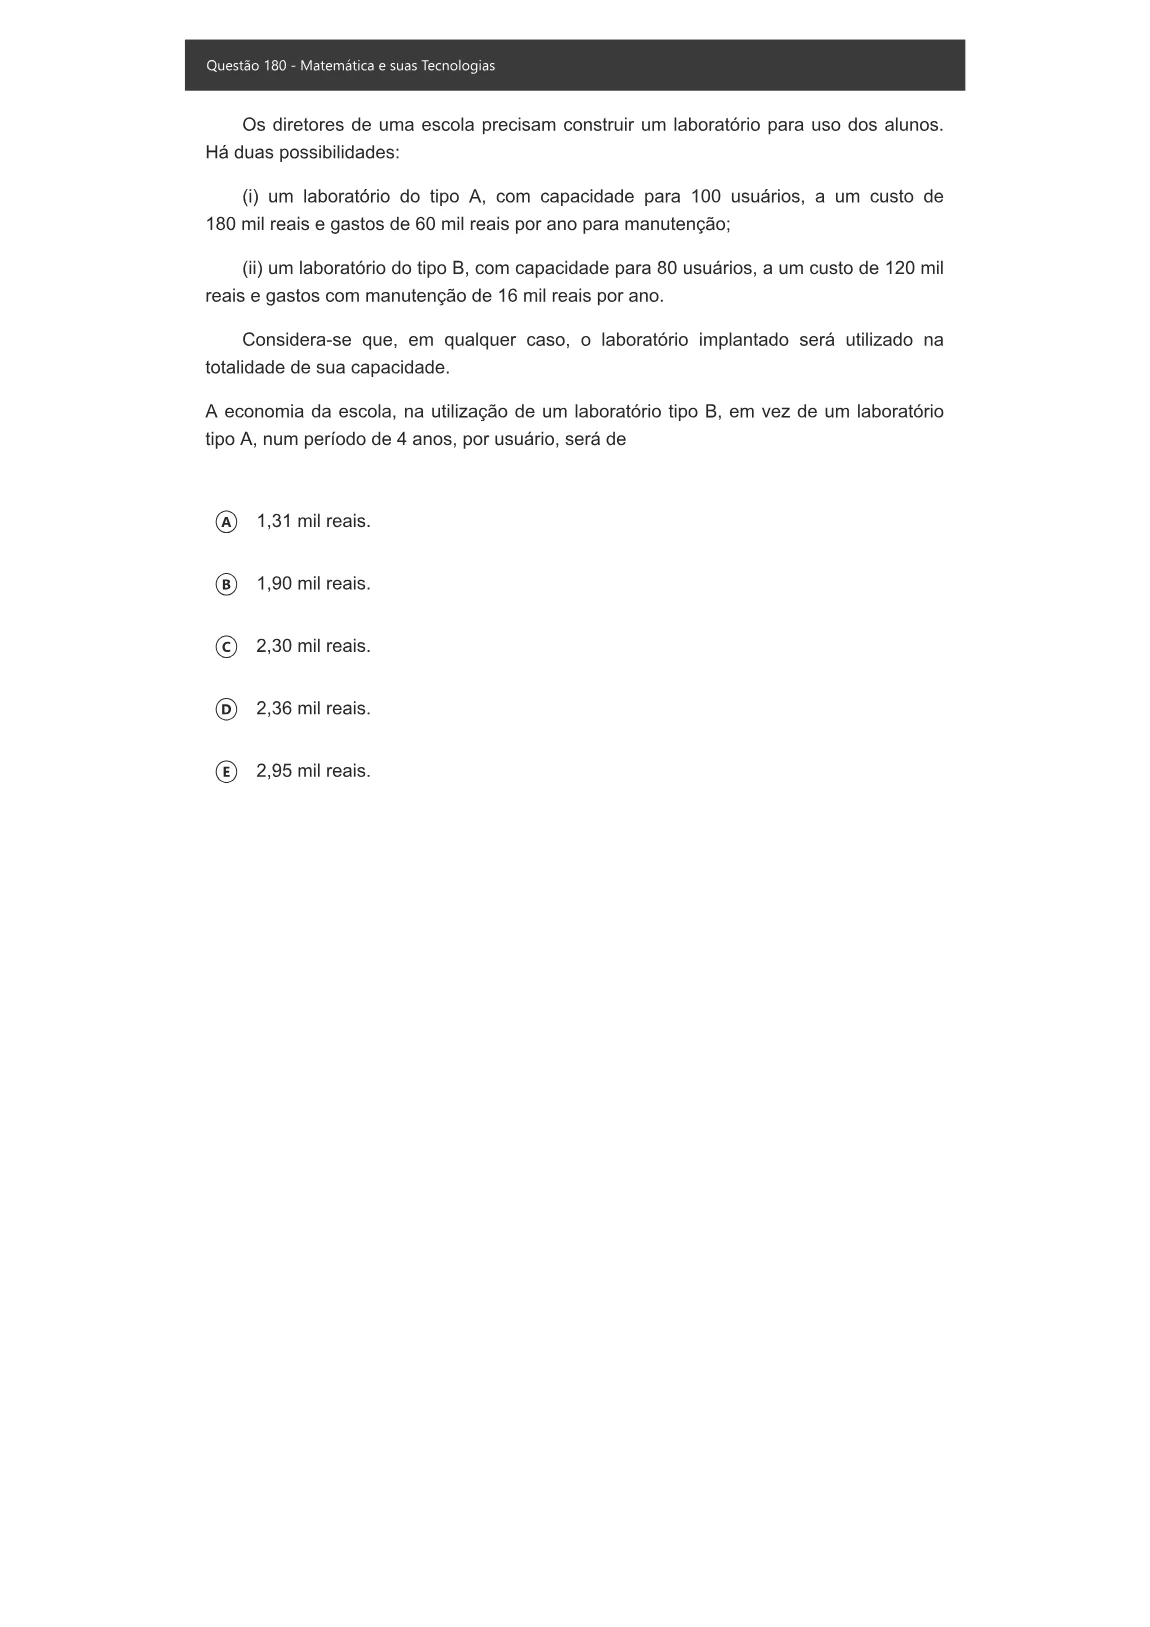 Questão 180 - Matemática e suas Tecnologias
Os diretores de uma escola precisam construir um laboratório para uso dos alunos.
Há duas possibilidades:
(i) um laboratório do tipo A, com capacidade para 100 usuários, a um custo de
180 mil reais e gastos de 60 mil reais por ano para manutenção;
(ii) um laboratório do tipo B, com capacidade para 80 usuários, a um custo de 120 mil
reais e gastos com manutenção de 16 mil reais por ano.
Considera-se que, em qualquer caso, o laboratório implantado será utilizado na
totalidade de sua capacidade.
A economia da escola, na utilização de um laboratório tipo B, em vez de um laboratório
tipo A, num período de 4 anos, por usuário, será de
A 1,31 mil reais.
B 1,90 mil reais.
C 2,30 mil reais.
D 2,36 mil reais.
E 2,95 mil reais.